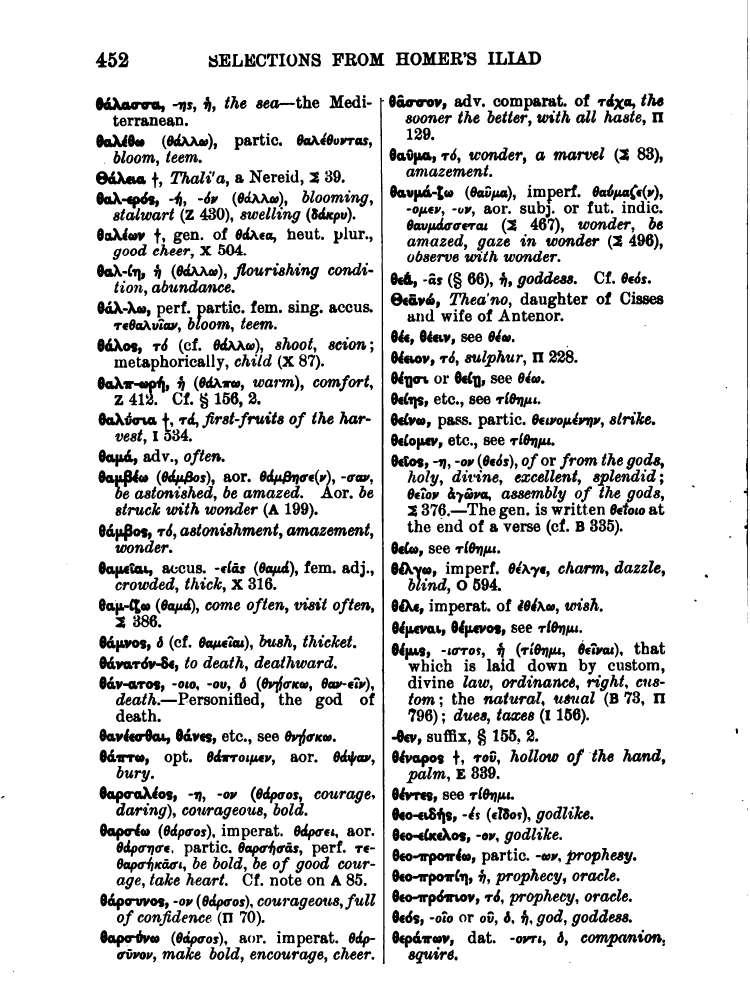 452 SELECTIONS FROM HOMER'S ILIAD
θάλασσα, -ης, ἡ, the sea—the Medi-
terranean.
θαλέθω (θάλλω), partic. θαλέθοντας,
bloom, teem.
Θάλεια †, Thali'a, a Nereid, Σ 39.
θαλ-ερός, -ή, -όν (θάλλω), blooming,
stalwart (Ζ 430), swelling (δάκρυ).
θαλίων †, gen. of θάλεα, neut. plur.,
good cheer, Χ 504.
θαλ-ίη, ἡ (θάλλω), flourishing condi-
tion, abundance.
θάλ-λω, perf. partic. fem. sing. accus.
τεθαλυῖαν, bloom, teem.
θάλος, τό (cf. θάλλω), shoot, scion;
metaphorically, child (Χ 87).
θαλπ-ωρή, ἡ (θάλπω, warm), comfort,
Ζ 412. Cf. § 156, 2.
θαλύσια †, τά, first-fruits of the har-
vest, Ι 534.
θαμά, adv., often.
θαμβέω (θάμβος), aor. θάμβησε(ν), -σαν,
be astonished, be amazed. Aor. be
struck with wonder (Α 199).
θάμβος, τό, astonishment, amazement,
wonder.
θαμεῖαι, accus. -ειάς (θαμά), fem. adj.,
crowded, thick, Χ 316.
θαμ-ίζω (θαμά), come often, visit often,
Σ 386.
θάμνος, ὁ (cf. θαμεῖαι), bush, thicket.
θάνατόν-δε, to death, deathward.
θάν-ατος, -οιο, -ου, ὁ (θνῄσκω, θαν-εῖν),
death.—Personified, the god of
death.
θανέεσθαι, θάνες, etc., see θνῄσκω.
θάπτω, opt. θάπτοιμεν, aor. θάψαν,
bury.
θαρσαλέος, -η, -ον (θάρσος, courage,
daring), courageous, bold.
θαρσέω (θάρσος), imperat. θάρσει, aor.
θάρσησε, partic. θαρσήσᾱς, perf. τε-
θαρσήκᾱσι, be bold, be of good cour-
age, take heart. Cf. note on Α 85.
θάρσυνος, -ον (θάρσος), courageous, full
of confidence (Π 70).
θαρσύνω (θάρσος), aor. imperat. θάρ-
σῡνον, make bold, encourage, cheer.
θᾶσσον, adv. comparat. of τάχα, the
sooner the better, with all haste, Π
129.
θαῦμα, τό, wonder, a marvel (Σ 83),
amazement.
θαυμά-ζω (θαῦμα), imperf. θαύμαζε(ν),
-ομεν, -ον, aor. subj. or fut. indic.
θαυμάσσεται (Σ 467), wonder, be
amazed, gaze in wonder (Σ 496),
observe with wonder.
θεά, -ᾶς (§ 66), ἡ, goddess. Cf. θεός.
Θεᾱνώ, Thea'no, daughter of Cisses
and wife of Antenor.
θέε, θέειν, see θέω.
θέειον, τό, sulphur, Π 228.
θέῃσι or θείῃ, see θέω.
θείης, etc., see τίθημι.
θείνω, pass. partic. θεινομένην, strike.
θείομεν, etc., see τίθημι.
θεῖος, -η, -ον (θεός), of or from the gods,
holy, divine, excellent, splendid;
θεῖον ἀγῶνα, assembly of the gods,
Σ 376.—The gen. is written θείοιο at
the end of a verse (cf. Β 335).
θείω, see τίθημι.
θέλγω, imperf. θέλγε, charm, dazzle,
blind, Ο 594.
θέλε, imperat. of ἐθέλω, wish.
θέμεναι, θέμενος, see τίθημι.
θέμις, -ιστος, ἡ (τίθημι, θεῖναι), that
which is laid down by custom,
divine law, ordinance, right, cus-
tom; the natural, usual (Β 73, Π
796); dues, taxes (Ι 156).
-θεν, suffix, § 155, 2.
θέναρος †, τοῦ, hollow of the hand,
palm, Ε 339.
θέντες, see τίθημι.
θεο-ειδής, -ές (εἶδος), godlike.
θεο-είκελος, -ον, godlike.
θεο-προπέω, partic. -ων, prophesy.
θεο-προπίη, ἡ, prophecy, oracle.
θεο-πρόπιον, τό, prophecy, oracle.
θεός, -οῖο or οῦ, ὁ, ἡ, god, goddess.
θεράπων, dat. -οντι, ὁ, companion,
squire.